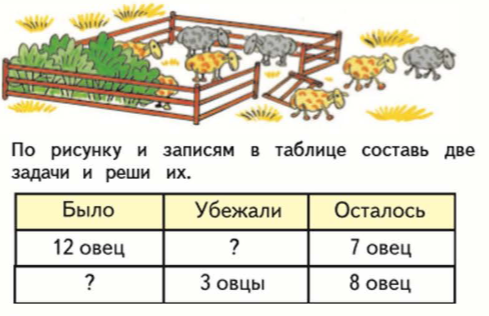 По рисунку и записям в таблице составь две
задачи и реши их.
Было Убежали Осталось
12 овец ? 7 овец
? 3 овцы 8 овец